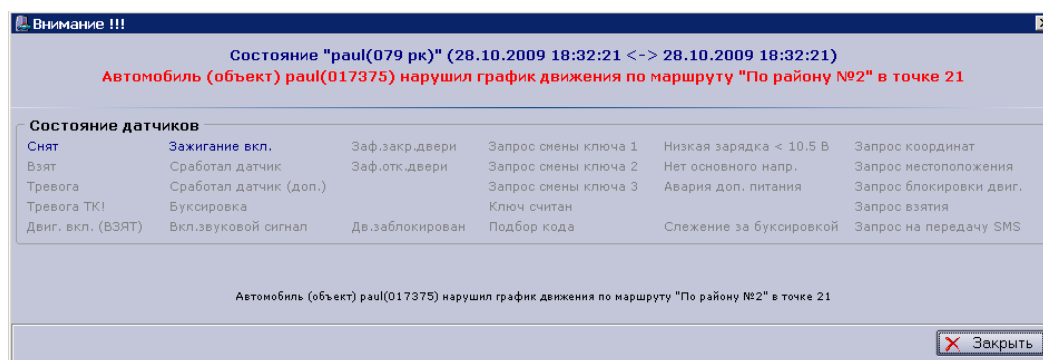 Внимание !!!
Состояние "paul(079 рк)" (28.10.2009 18:32:21 <-> 28.10.2009 18:32:21)
Автомобиль (объект) paul(017375) нарушил график движения по маршруту "По району №2" в точке 21
Состояние датчиков
Снят Зажигание вкл. Заф.закр.двери Запрос смены ключа 1 Низкая зарядка < 10.5 В Запрос координат
Взят Сработал датчик Заф.отк.двери Запрос смены ключа 2 Нет основного напр. Запрос местоположения
Тревога Сработал датчик (доп.) Запрос смены ключа 3 Авария доп. питания Запрос блокировки двиг.
Тревога ТК! Буксировка Ключ считан Запрос взятия
Двиг. вкл. (ВЗЯТ) Вкл.звуковой сигнал Дв.заблокирован Подбор кода Слежение за буксировкой Запрос на передачу SMS
Автомобиль (объект) paul(017375) нарушил график движения по маршруту "По району №2" в точке 21
Закрыть